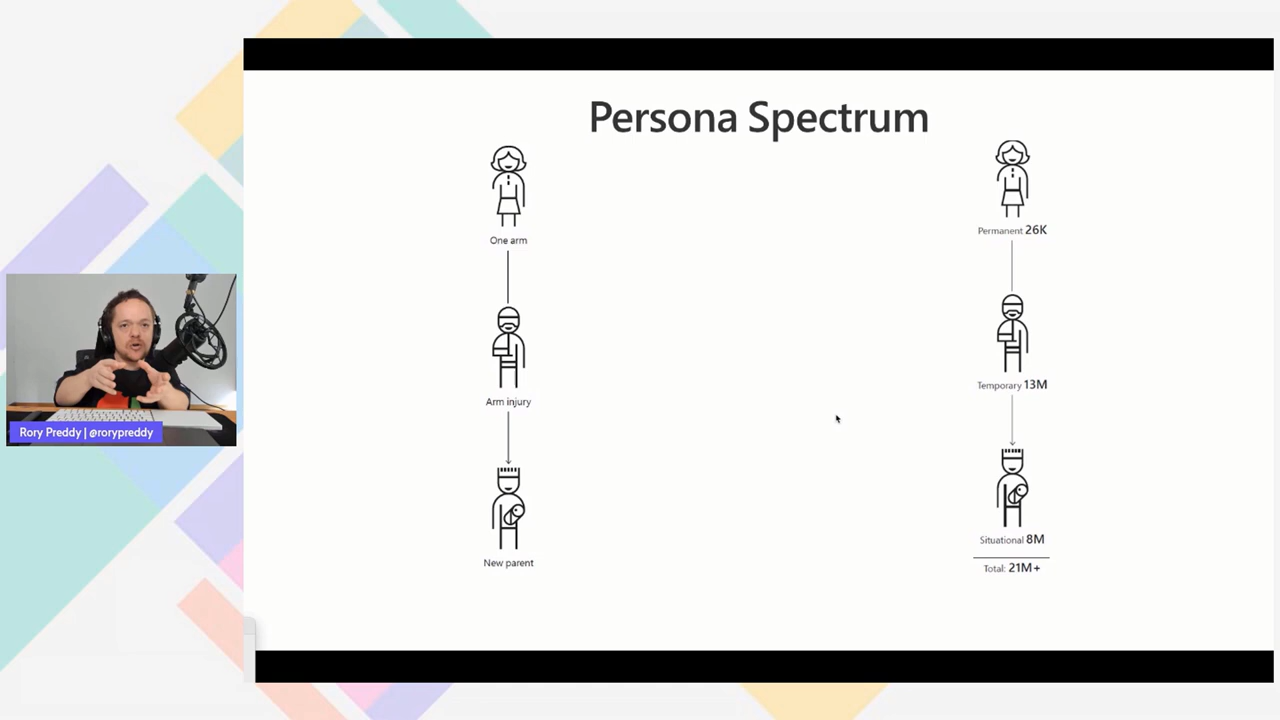 Persona Spectrum
One arm
Arm injury
New parent
Permanent 26K
Temporary 13M
Situational 8M
Total: 21M+
Rory Preddy | @rorypreddy